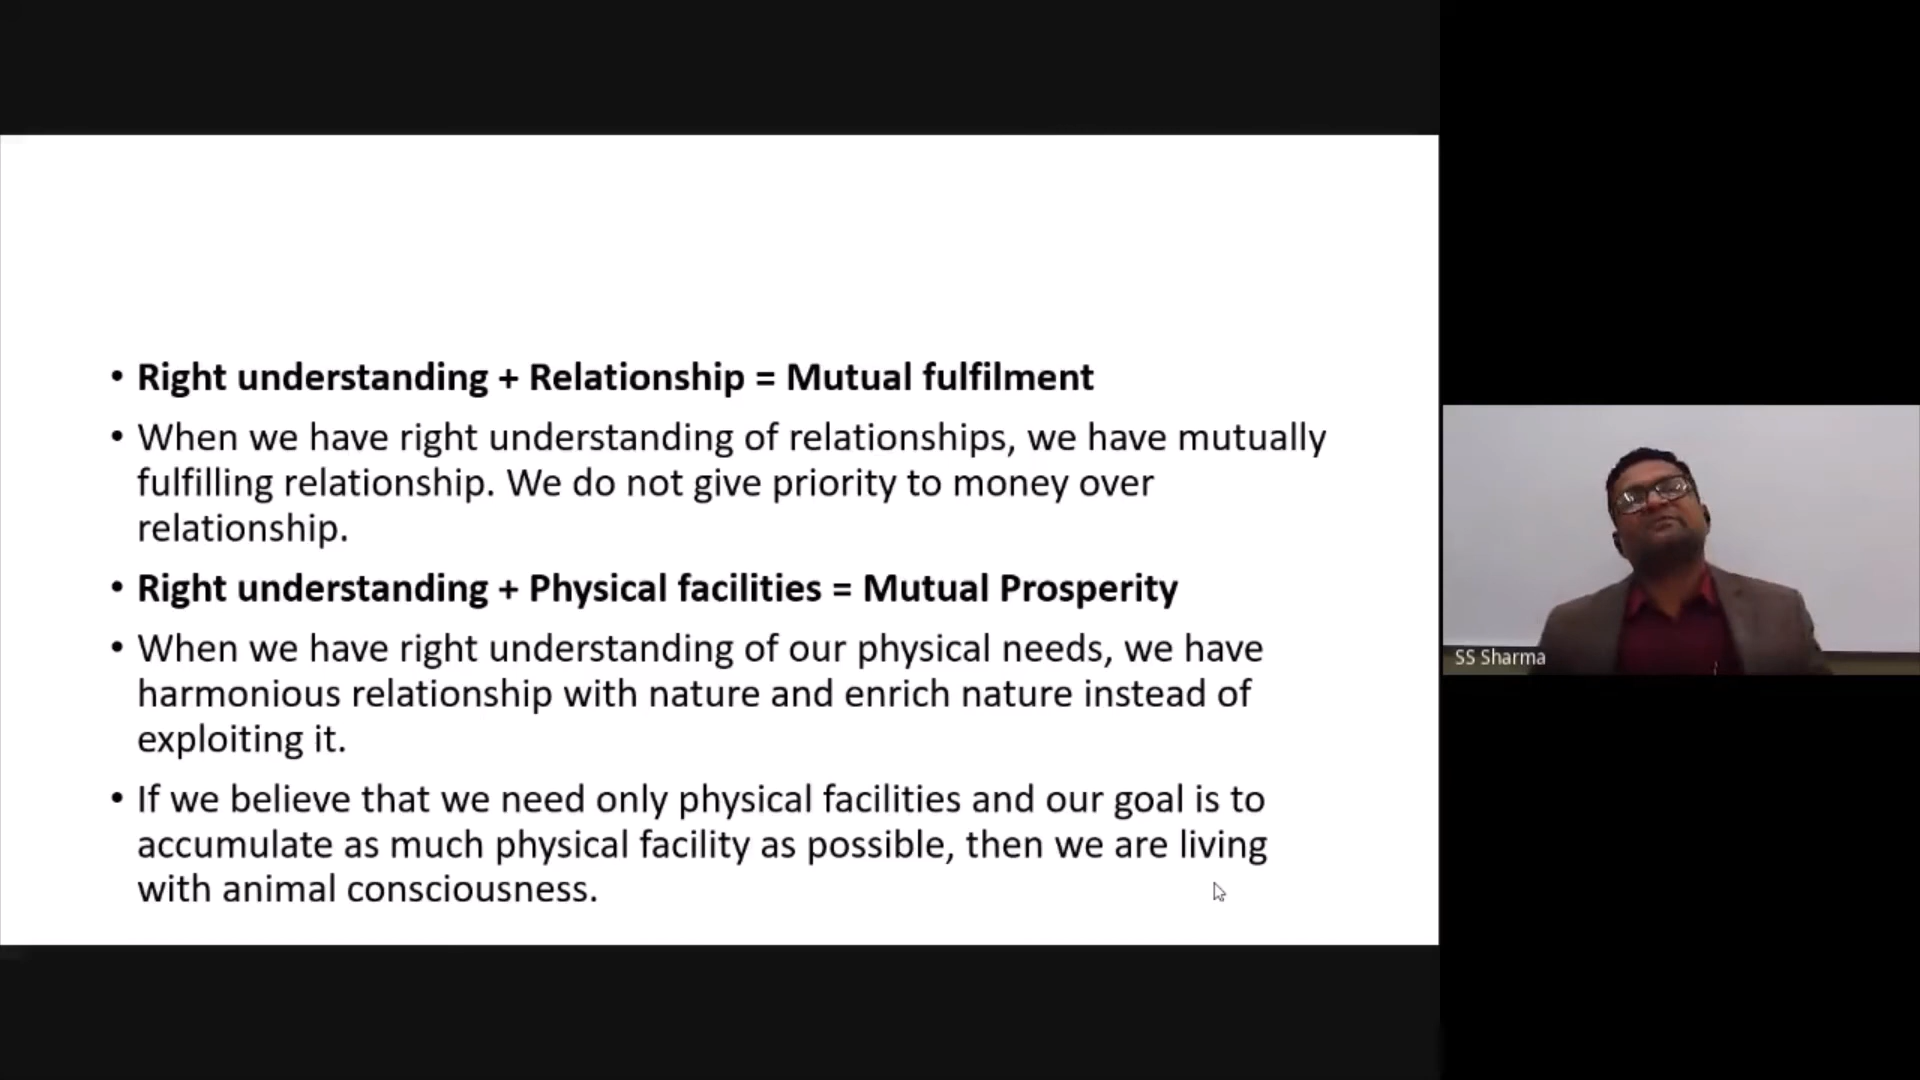 • Right understanding + Relationship = Mutual fulfilment
• When we have right understanding of relationships, we have mutually
fulfilling relationship. We do not give priority to money over
relationship.
• Right understanding + Physical facilities = Mutual Prosperity
• When we have right understanding of our physical needs, we have
harmonious relationship with nature and enrich nature instead of
exploiting it.
• If we believe that we need only physical facilities and our goal is to
accumulate as much physical facility as possible, then we are living
with animal consciousness.
SS Sharma